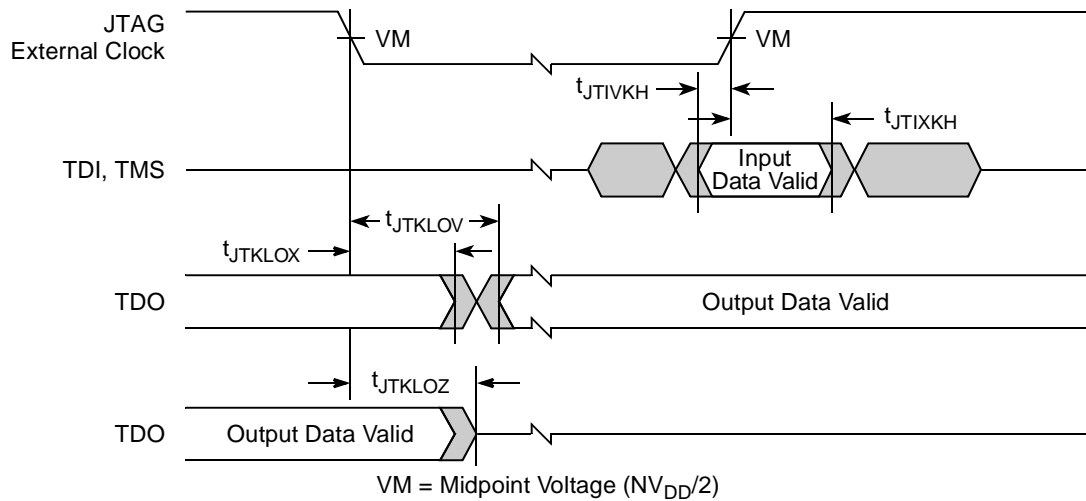 JTAG
External Clock
VM
VM
tJTIVKH
tJTIXKH
TDI, TMS
Input
Data Valid
tJTKLOV
tJTKLOX
TDO
Output Data Valid
tJTKLOZ
TDO
Output Data Valid
VM = Midpoint Voltage (NVDD/2)